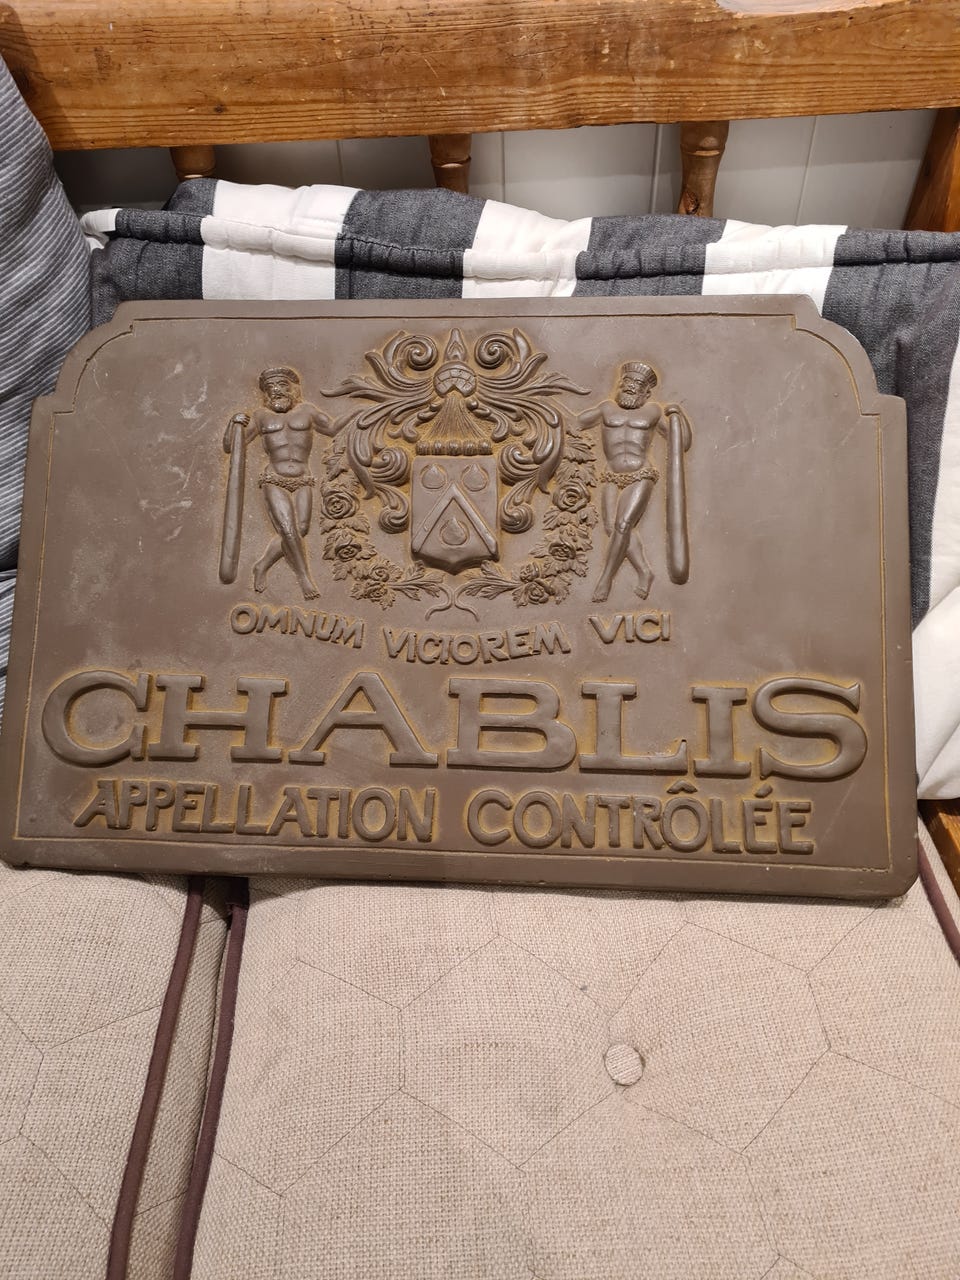 OMNUM VICIOREM VICI
CHABLIS
APPELLATION CONTRÔLÉE